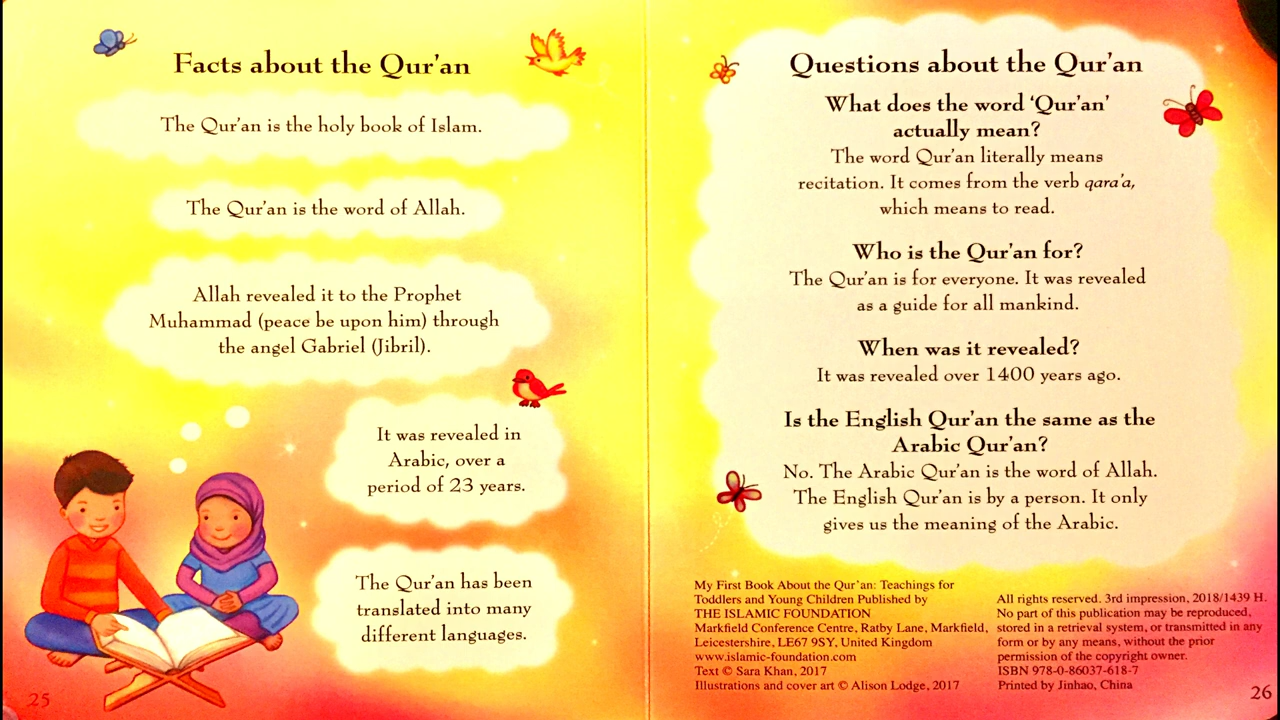 Facts about the Qur'an
The Qur'an is the holy book of Islam.
The Qur'an is the word of Allah.
Allah revealed it to the Prophet
Muhammad (peace be upon him) through
the angel Gabriel (Jibril).
It was revealed in
Arabic, over a
period of 23 years.
The Qur'an has been
translated into many
different languages.
25
Questions about the Qur'an
What does the word 'Qur'an'
actually mean?
The word Qur'an literally means
recitation. It comes from the verb qara'a,
which means to read.
Who is the Qur'an for?
The Qur'an is for everyone. It was revealed
as a guide for all mankind.
When was it revealed?
It was revealed over 1400 years ago.
Is the English Qur'an the same as the
Arabic Qur'an?
No. The Arabic Qur'an is the word of Allah.
The English Qur'an is by a person. It only
gives us the meaning of the Arabic.
My First Book About the Qur'an: Teachings for
Toddlers and Young Children Published by
THE ISLAMIC FOUNDATION
Markfield Conference Centre, Ratby Lane, Markfield,
Leicestershire, LE67 9SY, United Kingdom
www.islamic-foundation.com
Text © Sara Khan, 2017
Illustrations and cover art © Alison Lodge, 2017
All rights reserved. 3rd impression, 2018/1439 H.
No part of this publication may be reproduced,
stored in a retrieval system, or transmitted in any
form or by any means, without the prior
permission of the copyright owner.
ISBN 978-0-86037-618-7
Printed by Jinhao, China
26